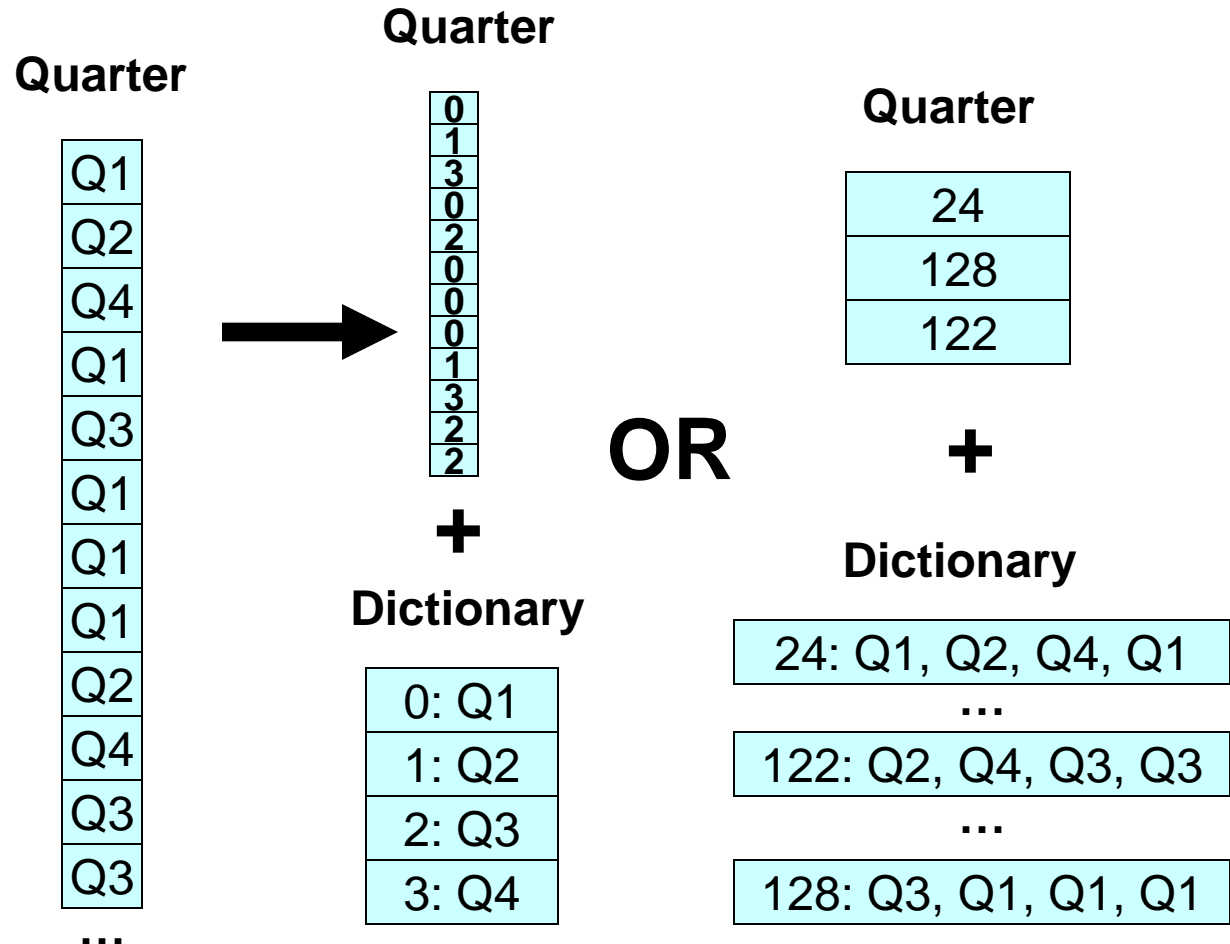 Quarter
Q1
Q2
Q4
Q1
Q3
Q1
Q1
Q1
Q2
Q4
Q3
Q3
...
Quarter
0
1
3
0
2
0
0
0
1
3
2
2
+
Dictionary
0: Q1
1: Q2
2: Q3
3: Q4
OR
Quarter
24
128
122
+
Dictionary
24: Q1, Q2, Q4, Q1
...
122: Q2, Q4, Q3, Q3
...
128: Q3, Q1, Q1, Q1